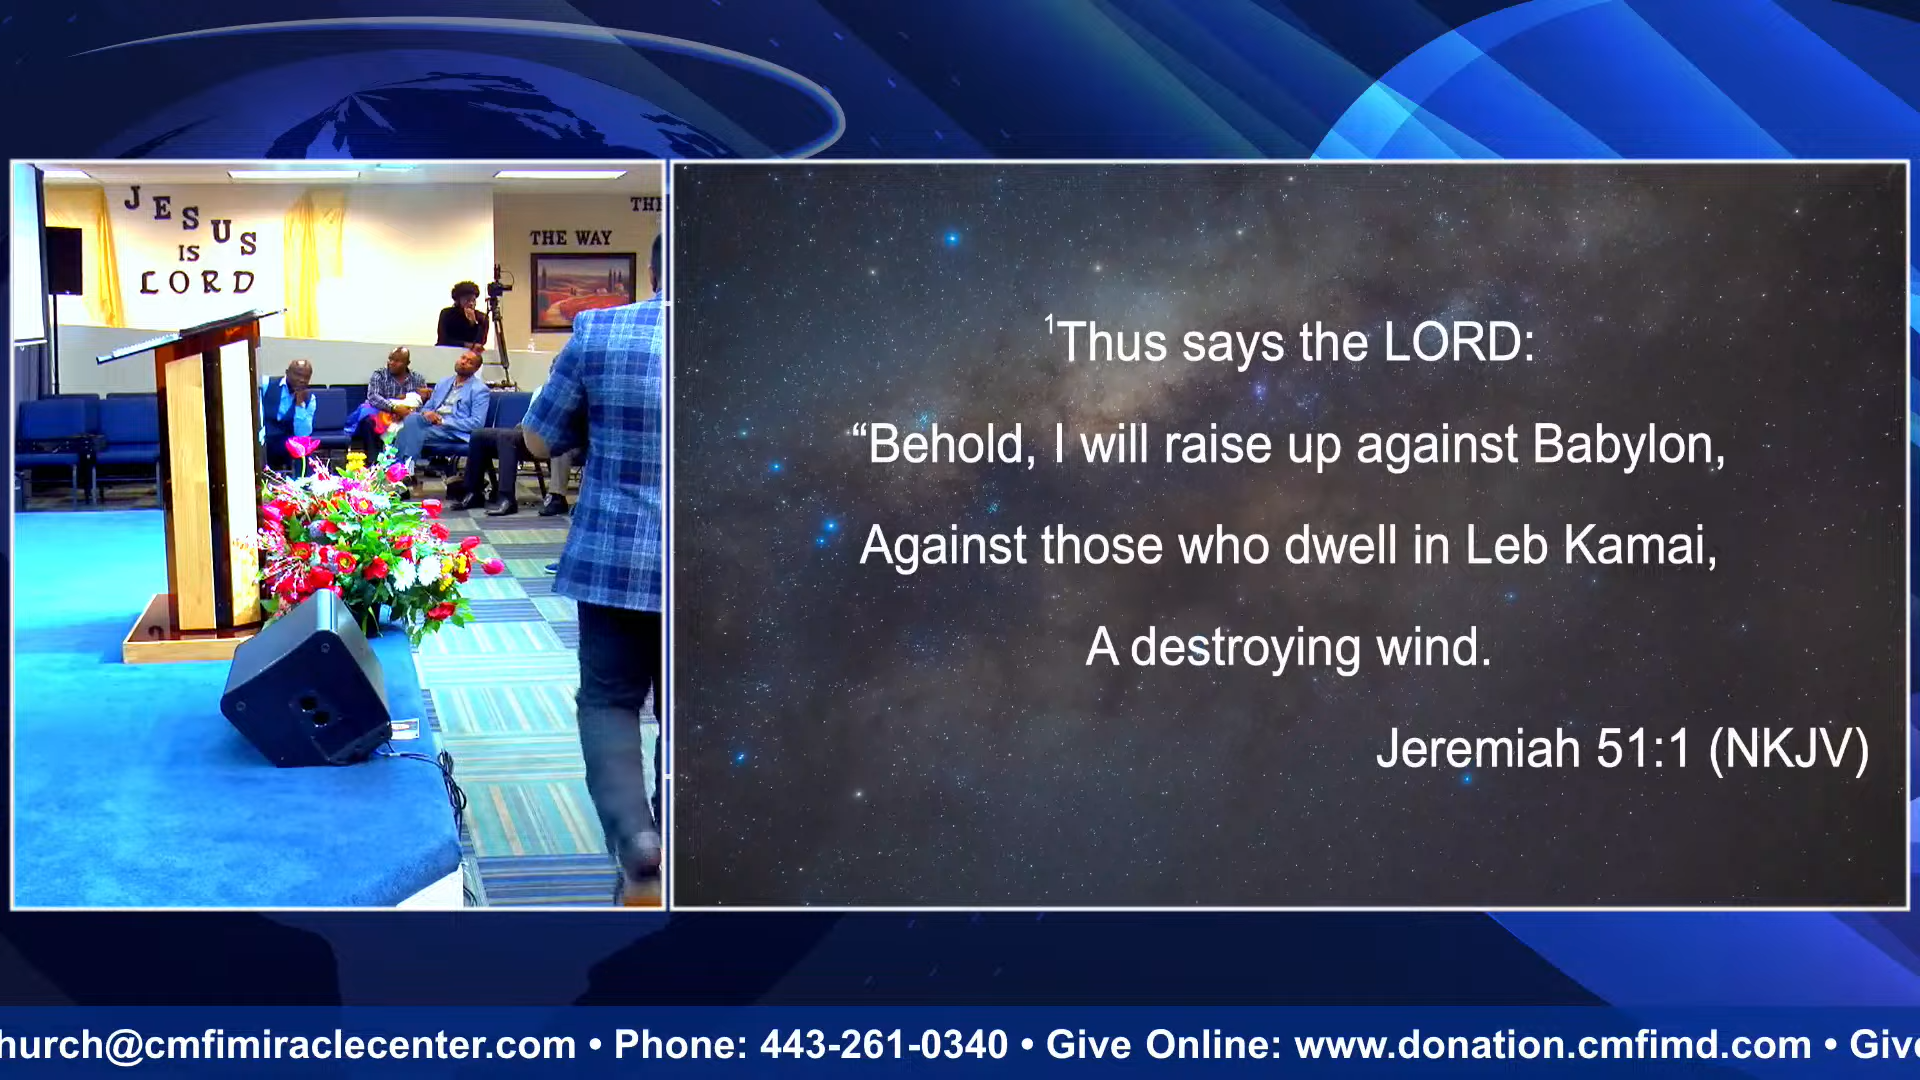 JESUS
IS
LORD
THE WAY
THE
¹Thus says the LORD:
“Behold, I will raise up against Babylon,
Against those who dwell in Leb Kamai,
A destroying wind.
Jeremiah 51:1 (NKJV)
hurch@cmfimiraclecenter.com • Phone: 443-261-0340 • Give Online: www.donation.cmfimd.com • Give